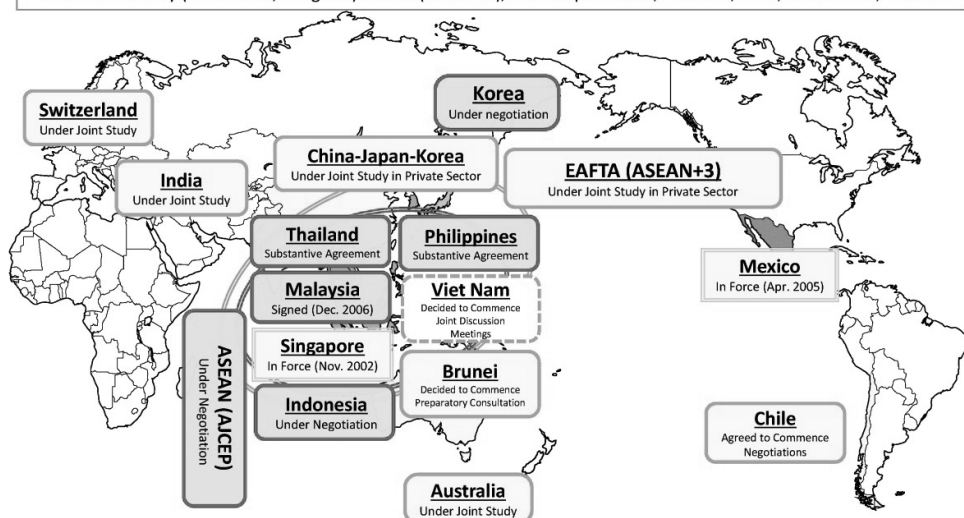 Korea
Under negotiation
Switzerland
Under Joint Study
China-Japan-Korea
Under Joint Study in Private Sector
EAFTA (ASEAN+3)
Under Joint Study in Private Sector
India
Under Joint Study
Thailand
Substantive Agreement
Philippines
Substantive Agreement
Mexico
In Force (Apr. 2005)
Malaysia
Signed (Dec. 2006)
Viet Nam
Decided to Commence
Joint Discussion
Meetings
ASEAN (AJCEP)
Under Negotiation
Singapore
In Force (Nov. 2002)
Brunei
Decided to Commence
Preparatory Consultation
Indonesia
Under Negotiation
Chile
Agreed to Commence
Negotiations
Australia
Under Joint Study